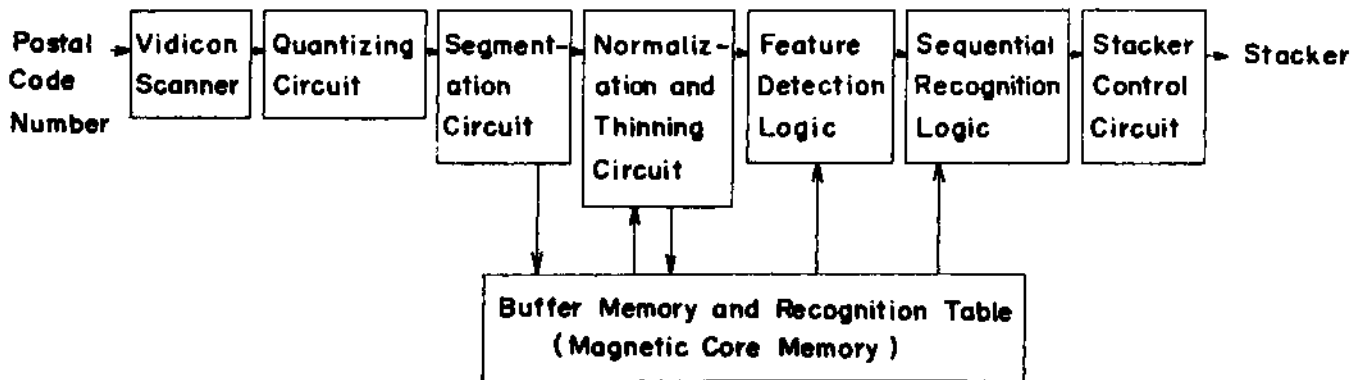 Postal
Code
Number
Vidicon
Scanner
Quantizing
Circuit
Segment-
ation
Circuit
Normaliz-
ation and
Thinning
Circuit
Feature
Detection
Logic
Sequential
Recognition
Logic
Stacker
Control
Circuit
Stacker
Buffer Memory and Recognition Table
(Magnetic Core Memory)